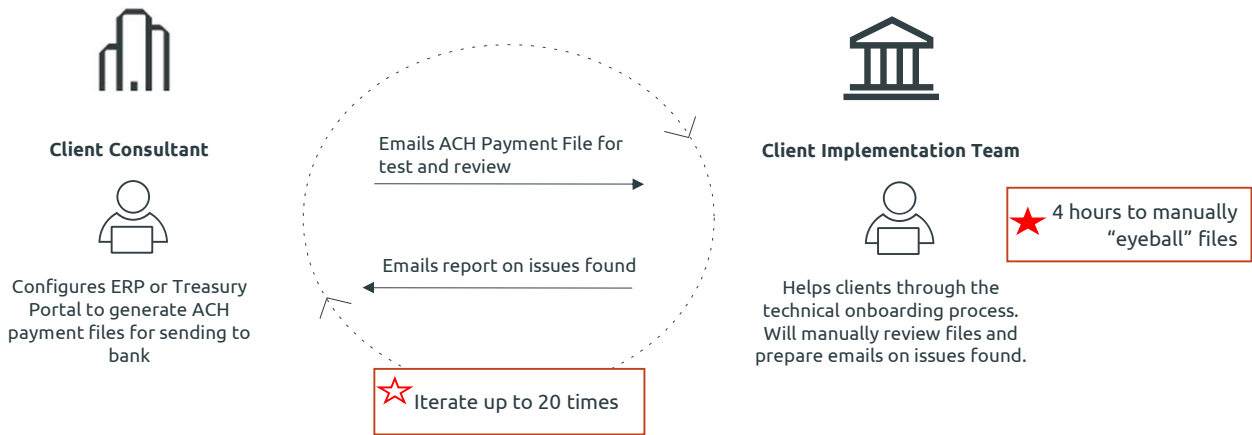 Client Consultant
Configures ERP or Treasury
Portal to generate ACH
payment files for sending to
bank
Emails ACH Payment File for
test and review
Emails report on issues found
Iterate up to 20 times
Client Implementation Team
Helps clients through the
technical onboarding process.
Will manually review files and
prepare emails on issues found.
4 hours to manually
“eyeball” files